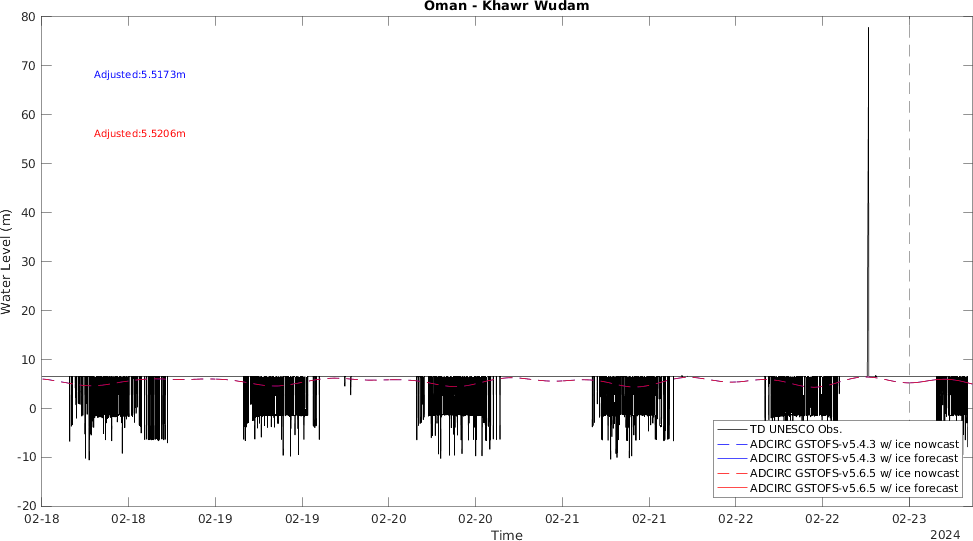 Oman - Khawr Wudam
80
70
60
50
40
30
20
10
0
-10
-20
Water Level (m)
Adjusted:5.5173m
Adjusted:5.5206m
TD UNESCO Obs.
ADCIRC GSTOFS-v5.4.3 w/ ice nowcast
ADCIRC GSTOFS-v5.4.3 w/ ice forecast
ADCIRC GSTOFS-v5.6.5 w/ ice nowcast
ADCIRC GSTOFS-v5.6.5 w/ ice forecast
02-18 02-18 02-19 02-19 02-20 02-20 02-21 02-21 02-22 02-22 02-23
Time
2024